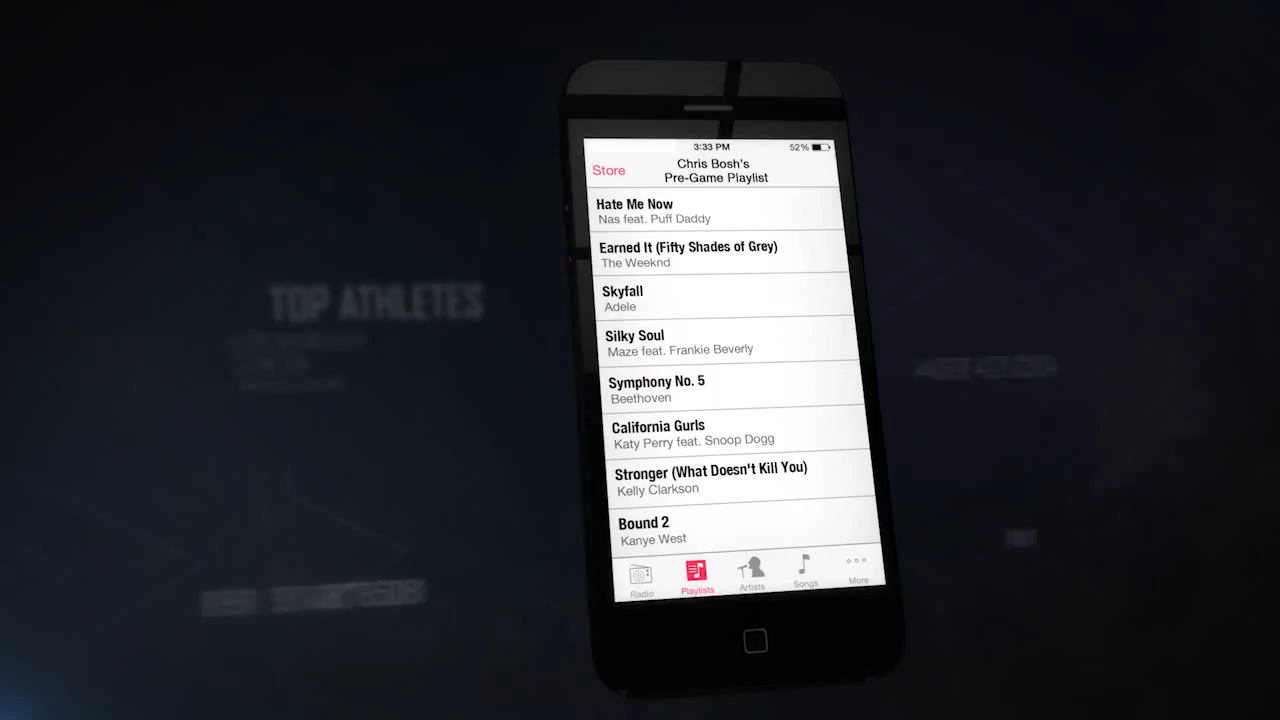 3:33 PM
52%
Store
Chris Bosh's
Pre-Game Playlist
Hate Me Now
Nas feat. Puff Daddy
Earned It (Fifty Shades of Grey)
The Weeknd
Skyfall
Adele
Silky Soul
Maze feat. Frankie Beverly
Symphony No. 5
Beethoven
California Gurls
Katy Perry feat. Snoop Dogg
Stronger (What Doesn't Kill You)
Kelly Clarkson
Bound 2
Kanye West
Radio
Playlists
Artists
Songs
More
TOP ATHLETES